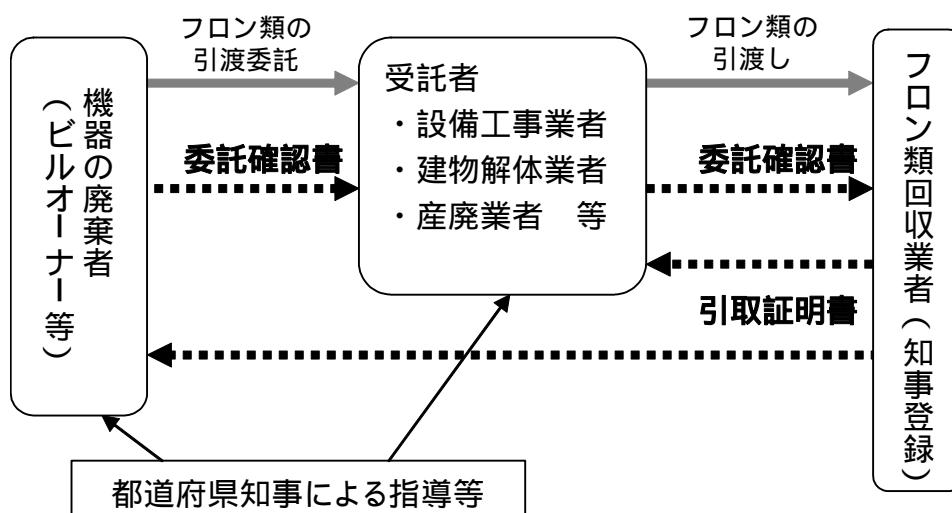 フロン類の
引渡委託
フロン類の
引渡し
機器の廃棄者
（ビルオーナー等）
受託者
・設備工事業者
・建物解体業者
・産廃業者　等
フロン類回収業者（知事登録）
委託確認書
委託確認書
引取証明書
都道府県知事による指導等